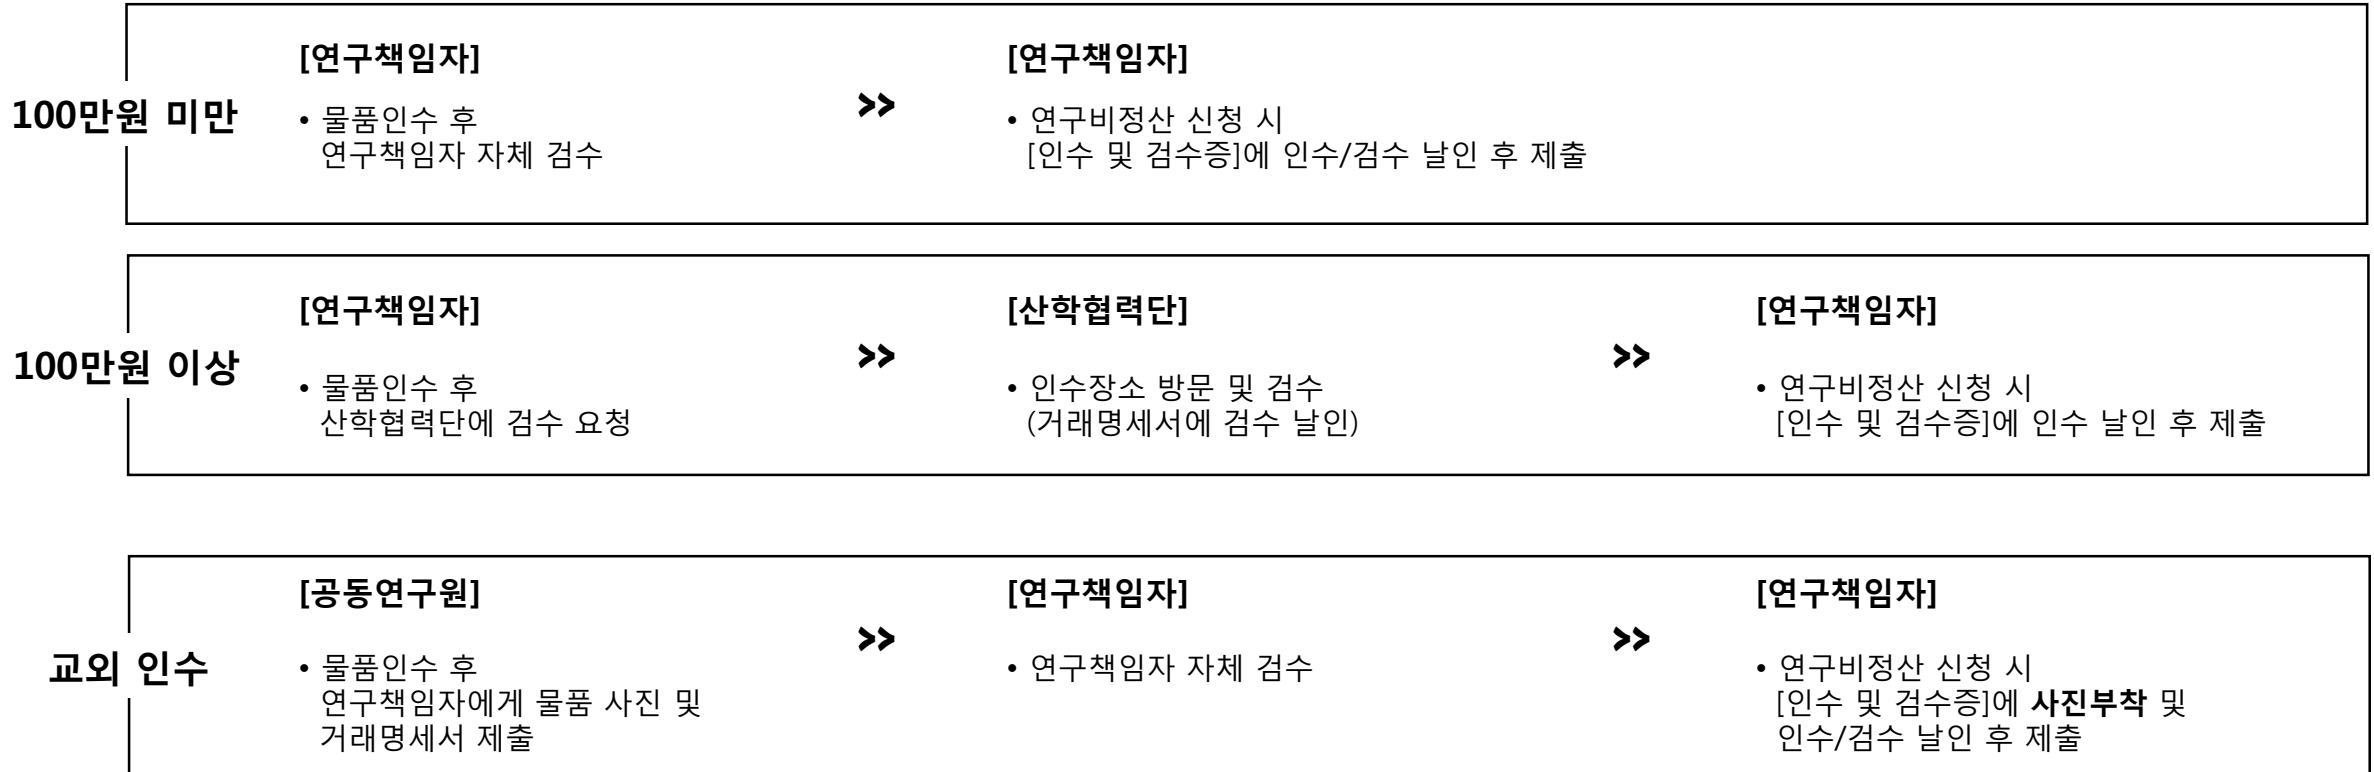 100만원 미만
[연구책임자]
• 물품인수 후
연구책임자 자체 검수
>>
[연구책임자]
• 연구비정산 신청 시
[인수 및 검수증]에 인수/검수 날인 후 제출
100만원 이상
[연구책임자]
• 물품인수 후
산학협력단에 검수 요청
>>
[산학협력단]
• 인수장소 방문 및 검수
(거래명세서에 검수 날인)
>>
[연구책임자]
• 연구비정산 신청 시
[인수 및 검수증]에 인수 날인 후 제출
교외 인수
[공동연구원]
• 물품인수 후
연구책임자에게 물품 사진 및
거래명세서 제출
>>
[연구책임자]
• 연구책임자 자체 검수
>>
[연구책임자]
• 연구비정산 신청 시
[인수 및 검수증]에 사진부착 및
인수/검수 날인 후 제출